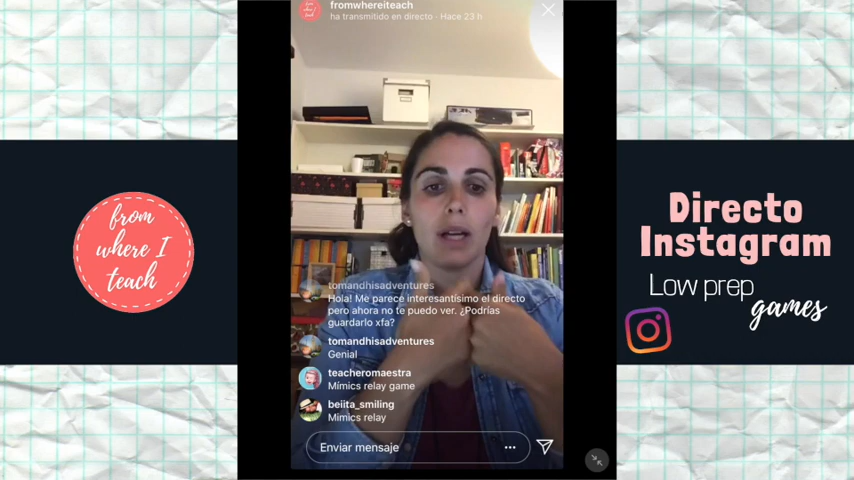 fromwhereiteach
ha transmitido en directo · Hace 23 h
from
where I
teach
tomandhisadventures
Hola! Me parece interesantísimo el directo
pero ahora no te puedo ver. ¿Podrías
guardarlo xfa?
tomandhisadventures
Genial
teacheromaestra
Mímics relay game
beiita_smiling
Mimics relay
Enviar mensaje
Directo
Instagram
Low prep
games